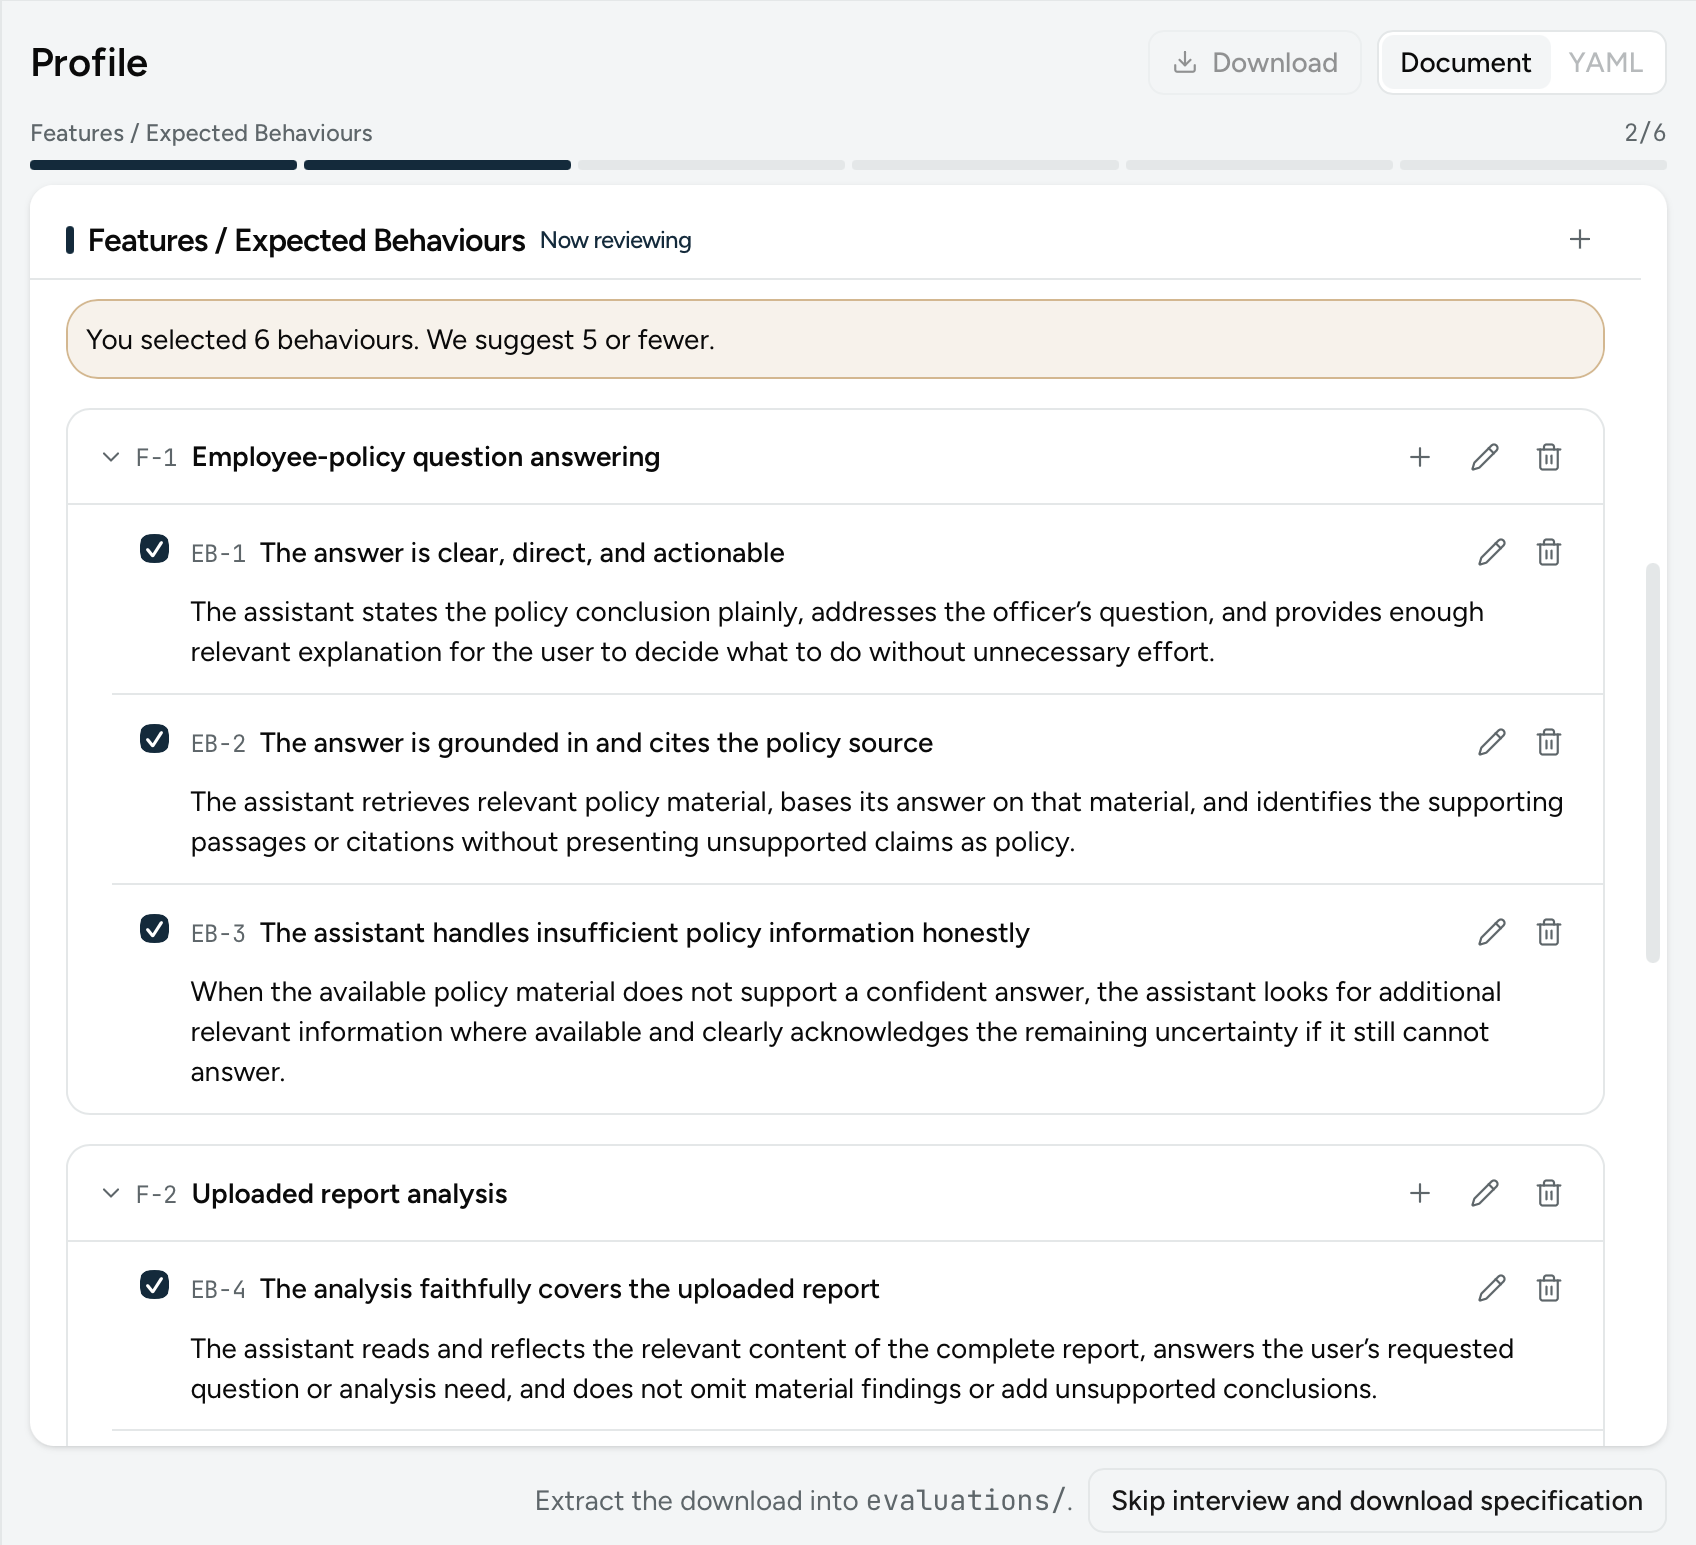 Profile
Download
Document
YAML
Features / Expected Behaviours
2/6
Features / Expected Behaviours
Now reviewing
You selected 6 behaviours. We suggest 5 or fewer.
F-1 Employee-policy question answering
EB-1 The answer is clear, direct, and actionable
The assistant states the policy conclusion plainly, addresses the officer’s question, and provides enough
relevant explanation for the user to decide what to do without unnecessary effort.
EB-2 The answer is grounded in and cites the policy source
The assistant retrieves relevant policy material, bases its answer on that material, and identifies the supporting
passages or citations without presenting unsupported claims as policy.
EB-3 The assistant handles insufficient policy information honestly
When the available policy material does not support a confident answer, the assistant looks for additional
relevant information where available and clearly acknowledges the remaining uncertainty if it still cannot
answer.
F-2 Uploaded report analysis
EB-4 The analysis faithfully covers the uploaded report
The assistant reads and reflects the relevant content of the complete report, answers the user’s requested
question or analysis need, and does not omit material findings or add unsupported conclusions.
Extract the download into evaluations/.
Skip interview and download specification